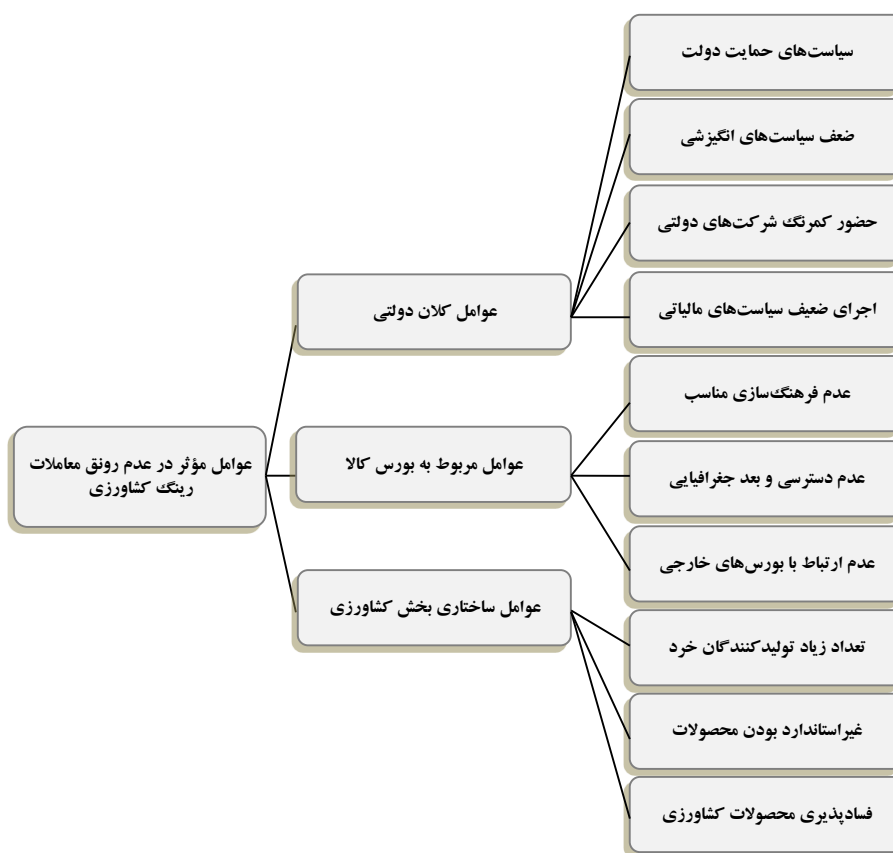 عوامل مؤثر در عدم رونق معاملات
رینگ کشاورزی
عوامل کلان دولتی
سیاست‌های حمایت دولت
ضعف سیاست‌های انگیزشی
حضور کمرنگ شرکت‌های دولتی
اجرای ضعیف سیاست‌های مالیاتی
عوامل مربوط به بورس کالا
عدم فرهنگ‌سازی مناسب
عدم دسترسی و بعد جغرافیایی
عدم ارتباط با بورس‌های خارجی
عوامل ساختاری بخش کشاورزی
تعداد زیاد تولیدکنندگان خرد
غیراستاندارد بودن محصولات
فسادپذیری محصولات کشاورزی